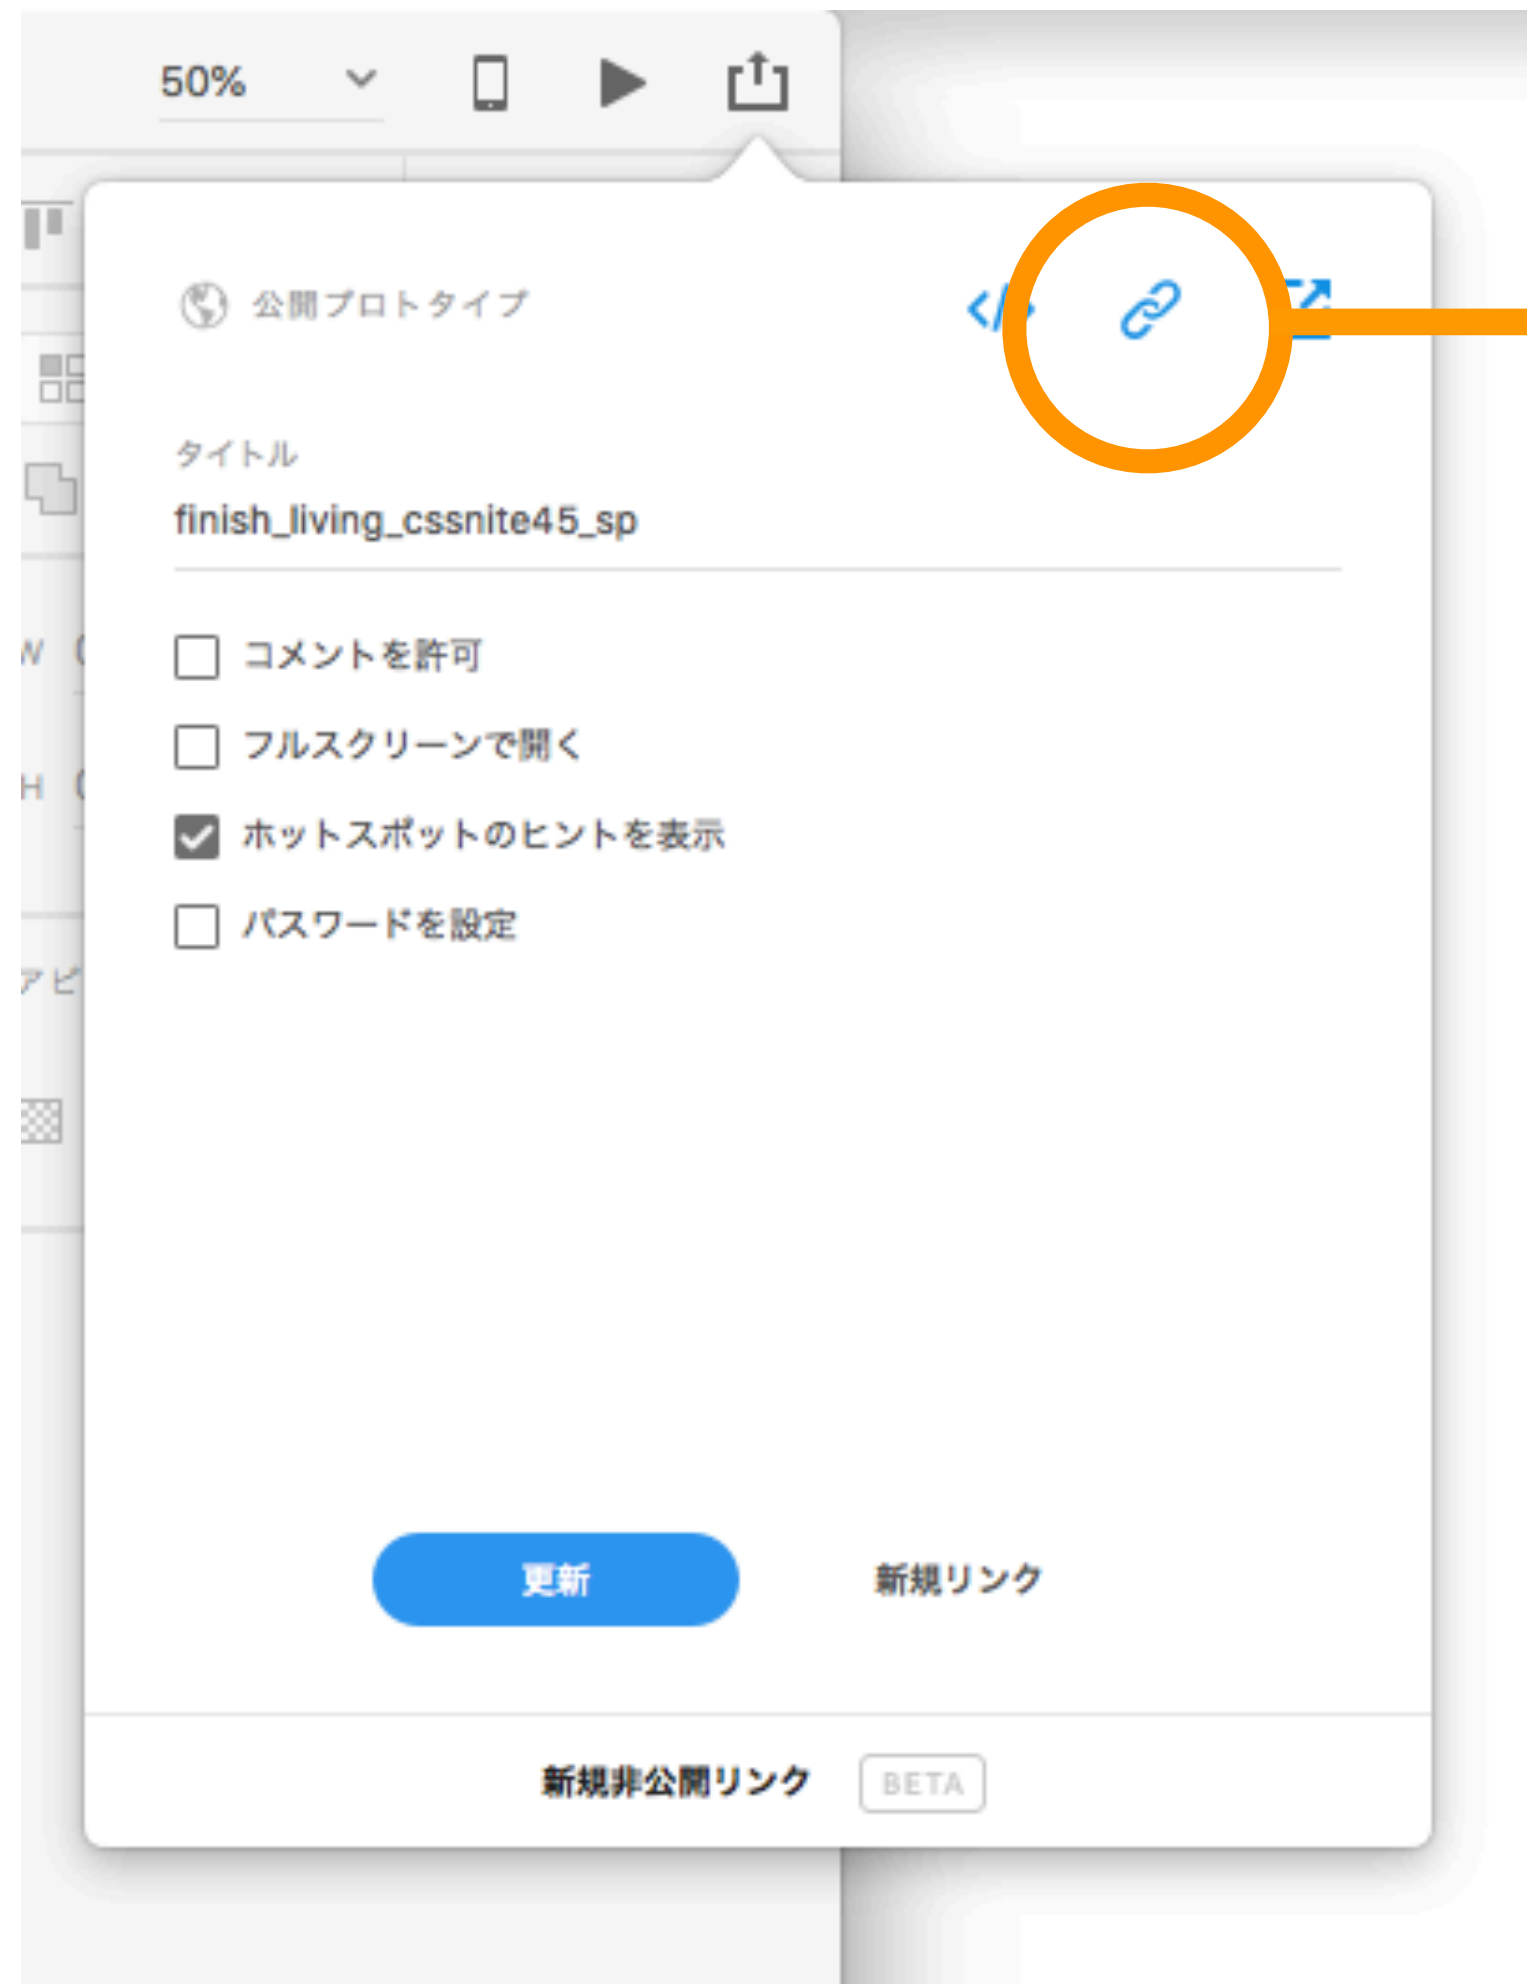 50%
公開プロトタイプ
タイトル
finish_living_cssnite45_sp
W
コメントを許可
フルスクリーンで開く
H
ホットスポットのヒントを表示
パスワードを設定
アピ
更新
新規リンク
新規非公開リンク BETA